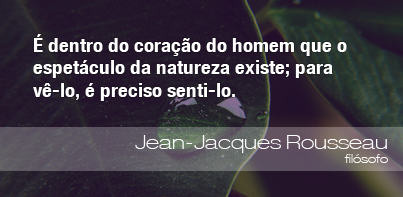 É dentro do coração do homem que o
espetáculo da natureza existe; para
vê-lo, é preciso senti-lo.
Jean-Jacques Rousseau
filósofo